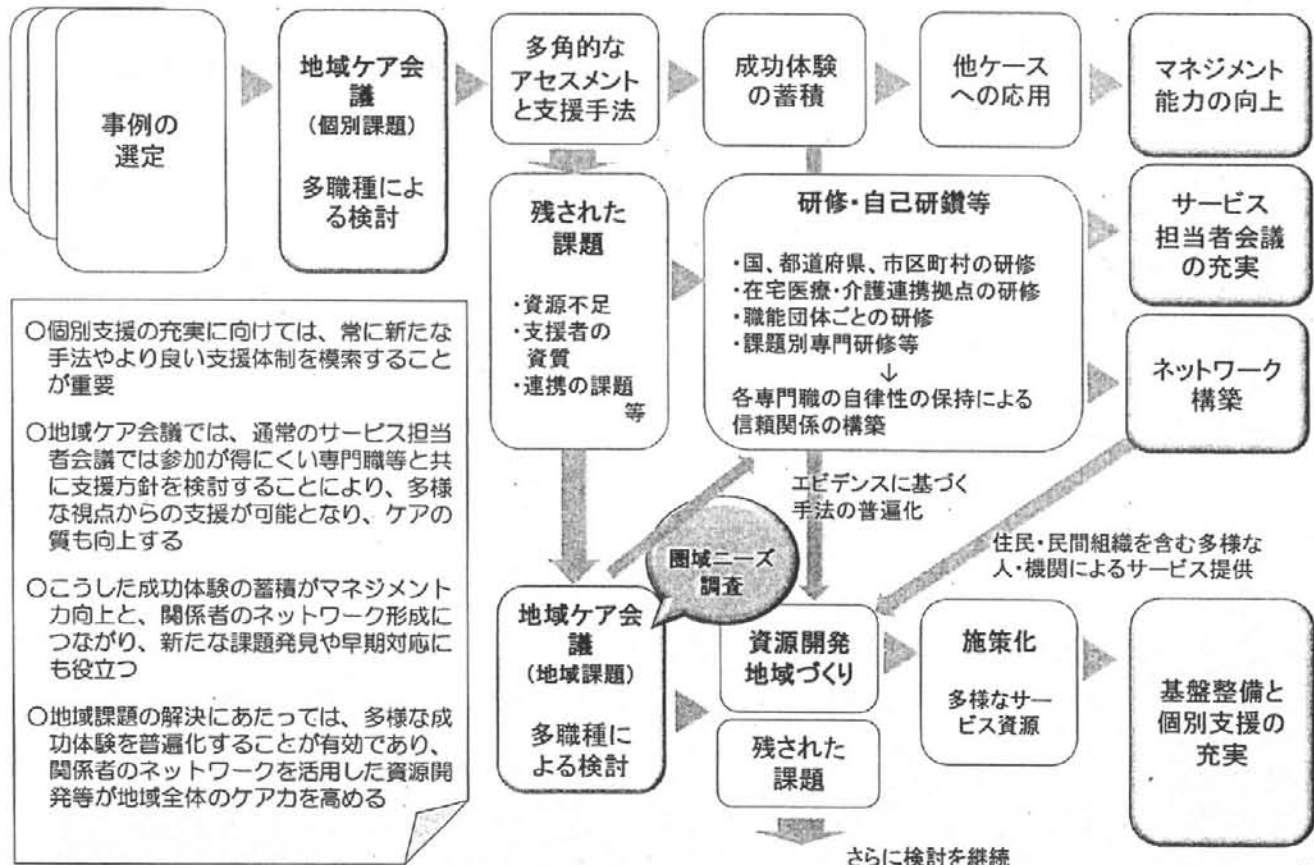 事例の
選定
地域ケア会
議
(個別課題)
多職種によ
る検討
多角的な
アセスメント
と支援手法
成功体験
の蓄積
他ケース
への応用
マネジメント
能力の向上
残された
課題
・資源不足
・支援者の
資質
・連携の課題
等
研修・自己研鑽等
・国、都道府県、市区町村の研修
・在宅医療・介護連携拠点の研修
・職能団体ごとの研修
・課題別専門研修等
↓
各専門職の自律性の保持による
信頼関係の構築
サービス
担当者会議
の充実
ネットワーク
構築
○個別支援の充実に向けては、常に新たな
手法やより良い支援体制を模索すること
が重要
○地域ケア会議では、通常のサービス担当
者会議では参加が得にくい専門職等と共
に支援方針を検討することにより、多様
な視点からの支援が可能となり、ケアの
質も向上する
○こうした成功体験の蓄積がマネジメント
力向上と、関係者のネットワーク形成に
つながり、新たな課題発見や早期対応に
も役立つ
○地域課題の解決にあたっては、多様な成
功体験を普遍化することが有効であり、
関係者のネットワークを活用した資源開
発等が地域全体のケア力を高める
エビデンスに基づく
手法の普遍化
住民・民間組織を含む多様な
人・機関によるサービス提供
圏域ニーズ
調査
地域ケア会
議
(地域課題)
多職種に
よる検討
資源開発
地域づくり
残された
課題
施策化
多様なサー
ビス資源
基盤整備と
個別支援の
充実
さらに検討を継続